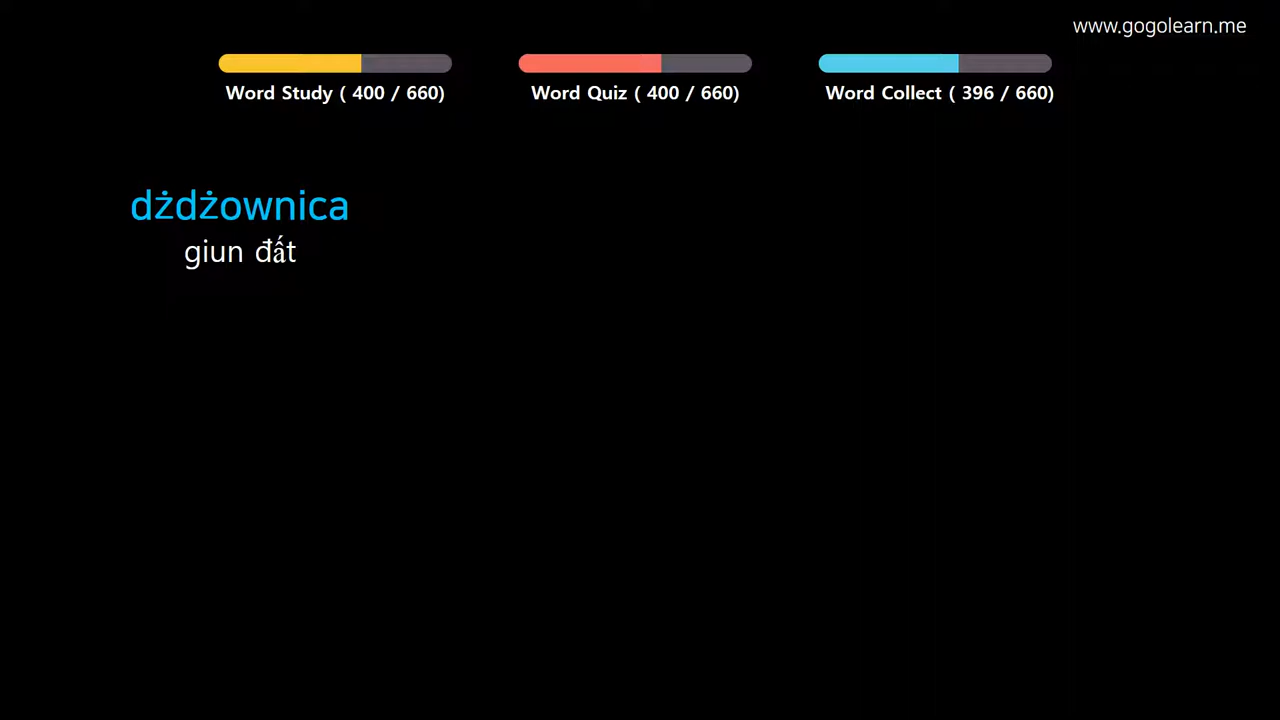 www.gogolearn.me
Word Study ( 400 / 660)
Word Quiz ( 400 / 660)
Word Collect ( 396 / 660)
dżdżownica
giun đất